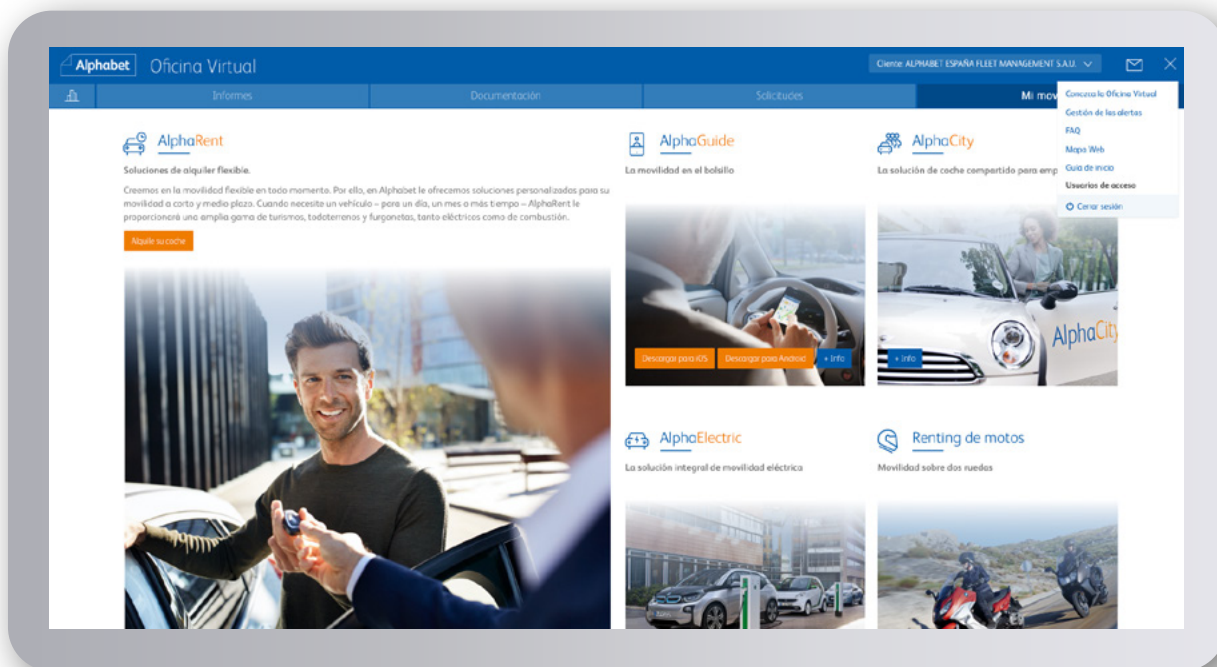 Alphabet
Oficina Virtual
Cliente: ALPHABET ESPAÑA FLEET MANAGEMENT S.A.U.
Informes
Documentación
Solicitudes
Mi mov
Conozca la Oficina Virtual
Gestión de las alertas
FAQ
Mapa Web
Guía de inicio
Usuarios de acceso
Cerrar sesión
AlphaRent
Soluciones de alquiler flexible.
Creemos en la movilidad flexible en todo momento. Por ello, en Alphabet le ofrecemos soluciones personalizadas para su
movilidad a corto y medio plazo. Cuando necesite un vehículo – para un día, un mes o más tiempo – AlphaRent le
proporcionará una amplia gama de turismos, todoterrenos y furgonetas, tanto eléctricos como de combustión.
Alquile su coche
AlphaGuide
La movilidad en el bolsillo
Descargar para iOS
Descargar para Android
+ Info
AlphaCity
La solución de coche compartido para emp
AlphaCity
+ Info
AlphaElectric
La solución integral de movilidad eléctrica
Renting de motos
Movilidad sobre dos ruedas